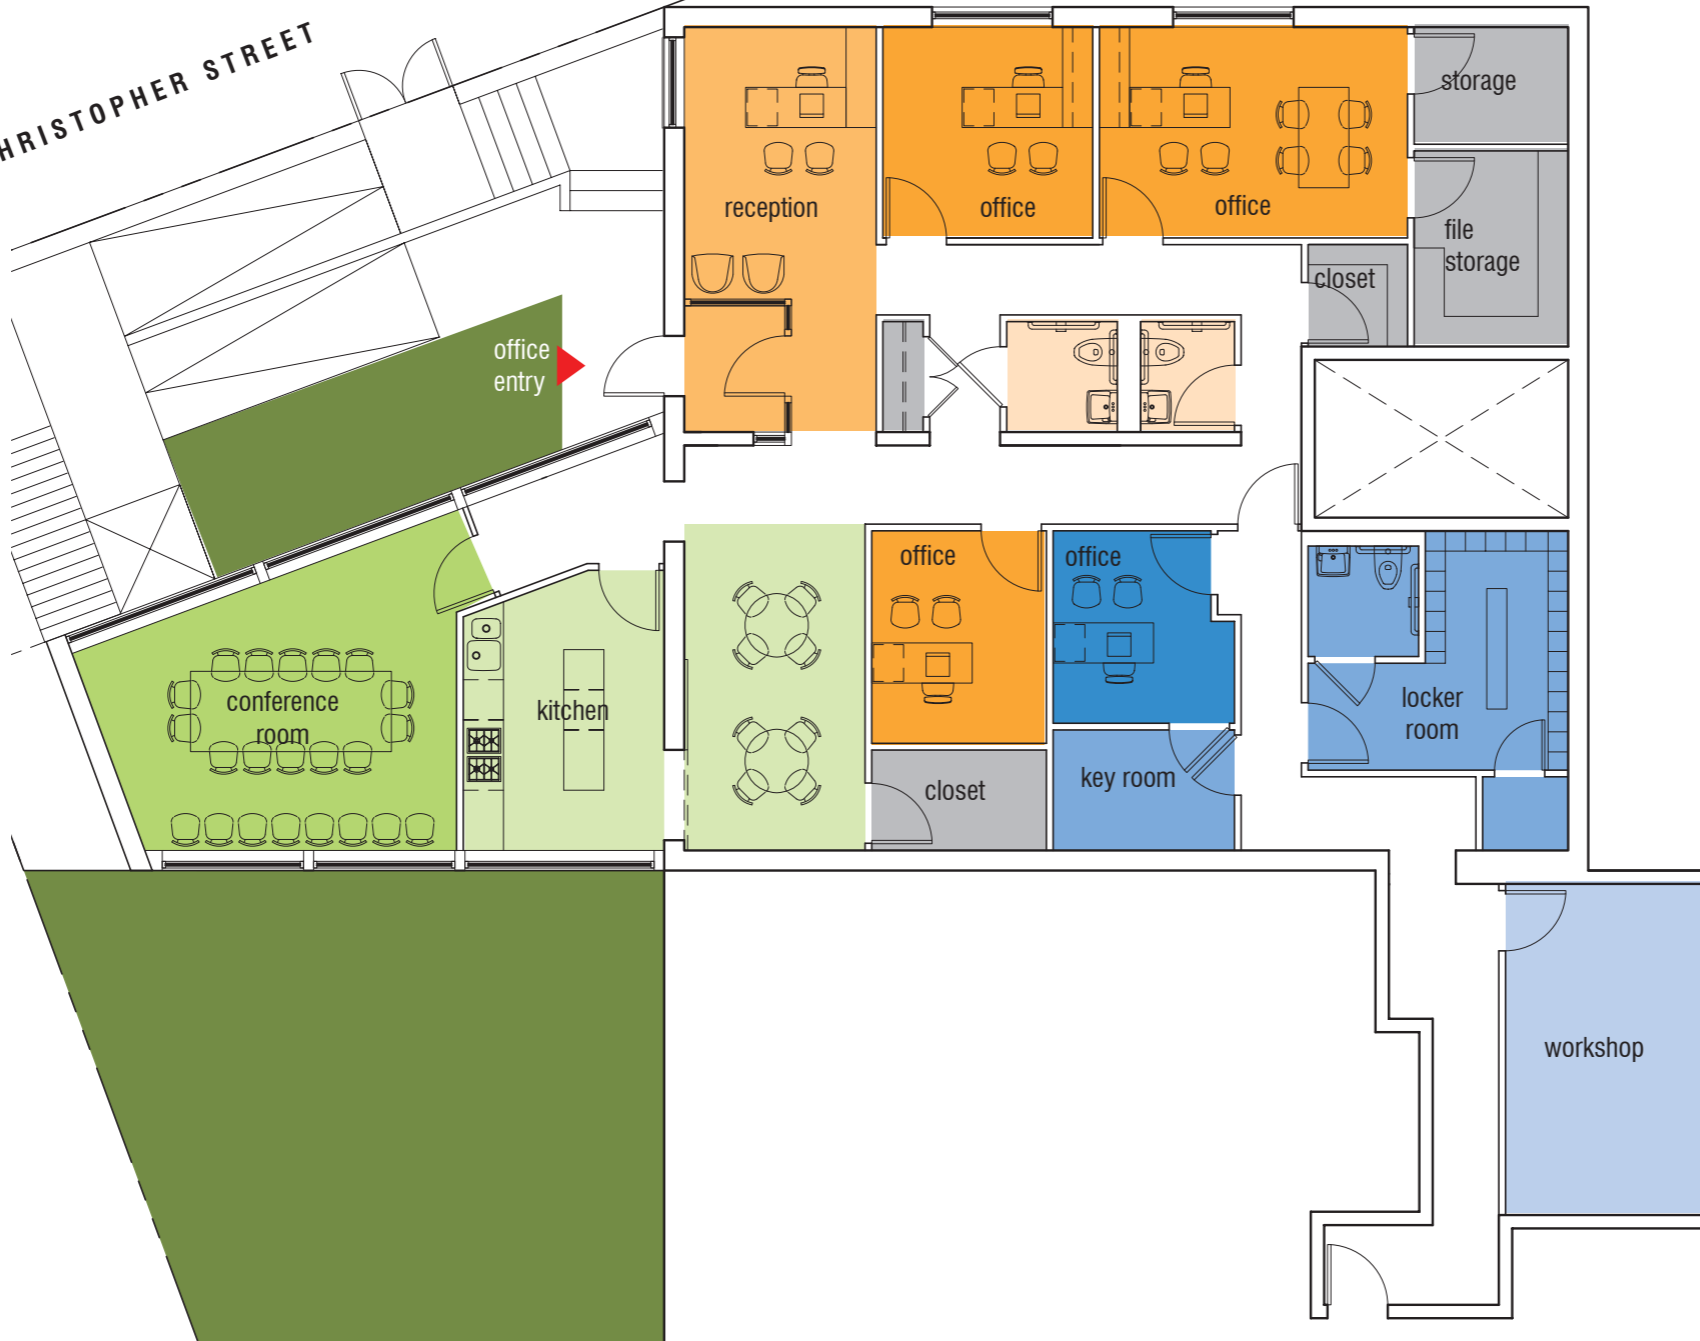 HRISTOPHER STREET
storage
reception
office
office
file
storage
closet
office
entry
office
office
conference
room
kitchen
locker
room
key room
closet
workshop